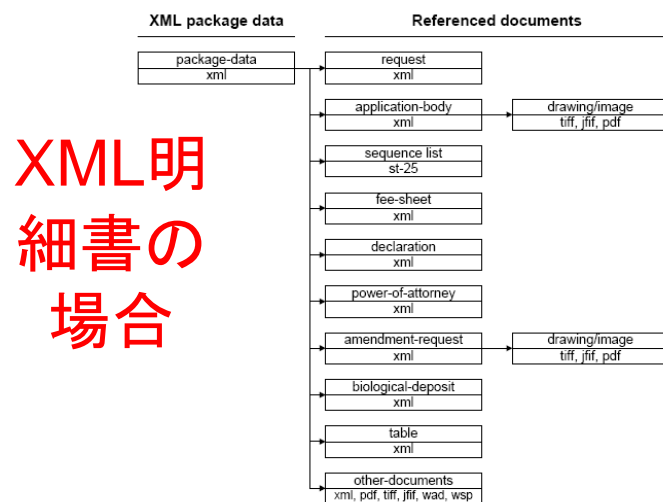 XML package data
Referenced documents
package-data
xml
request
xml
application-body
xml
drawing/image
tiff, jfif, pdf
XML明
細書の
場合
sequence list
st-25
fee-sheet
xml
declaration
xml
power-of-attorney
xml
amendment-request
xml
drawing/image
tiff, jfif, pdf
biological-deposit
xml
table
xml
other-documents
xml, pdf, tiff, jfif, wad, wsp